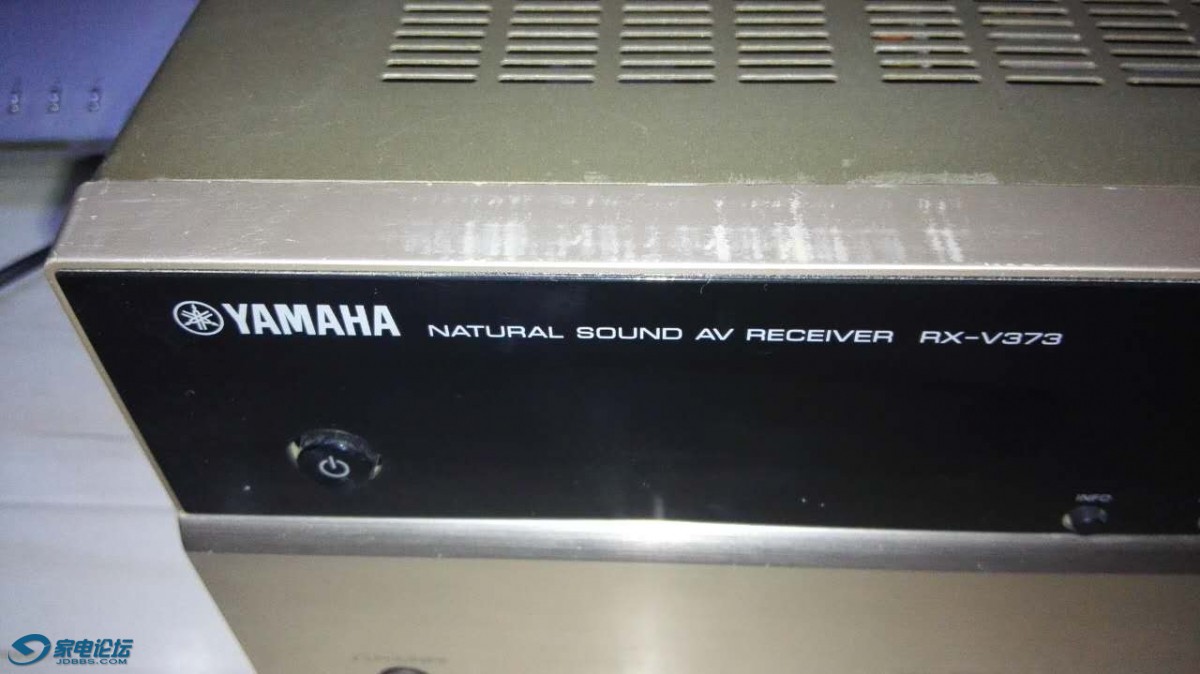 YAMAHA NATURAL SOUND AV RECEIVER RX-V373
INFO
家电论坛
JDBBS.COM